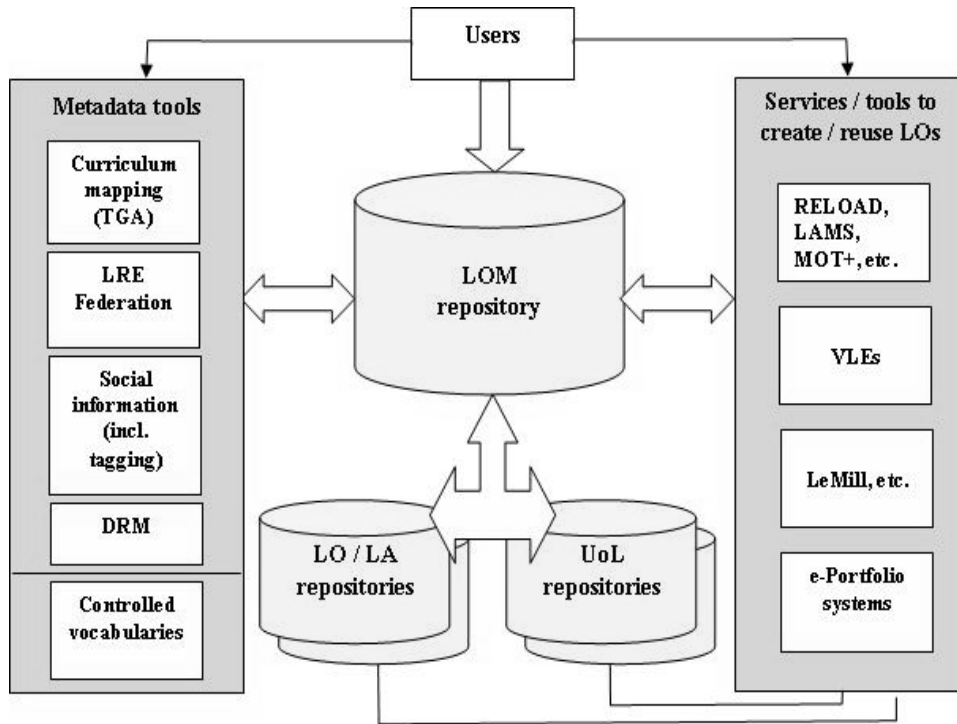 Users
Metadata tools
Curriculum
mapping
(TGA)
LRE
Federation
Social
information
(incl.
tagging)
DRM
Controlled
vocabularies
LOM
repository
LO / LA
repositories
UoL
repositories
Services / tools to
create / reuse LOs
RELOAD,
LAMS,
MOT+, etc.
VLEs
LeMill, etc.
e-Portfolio
systems